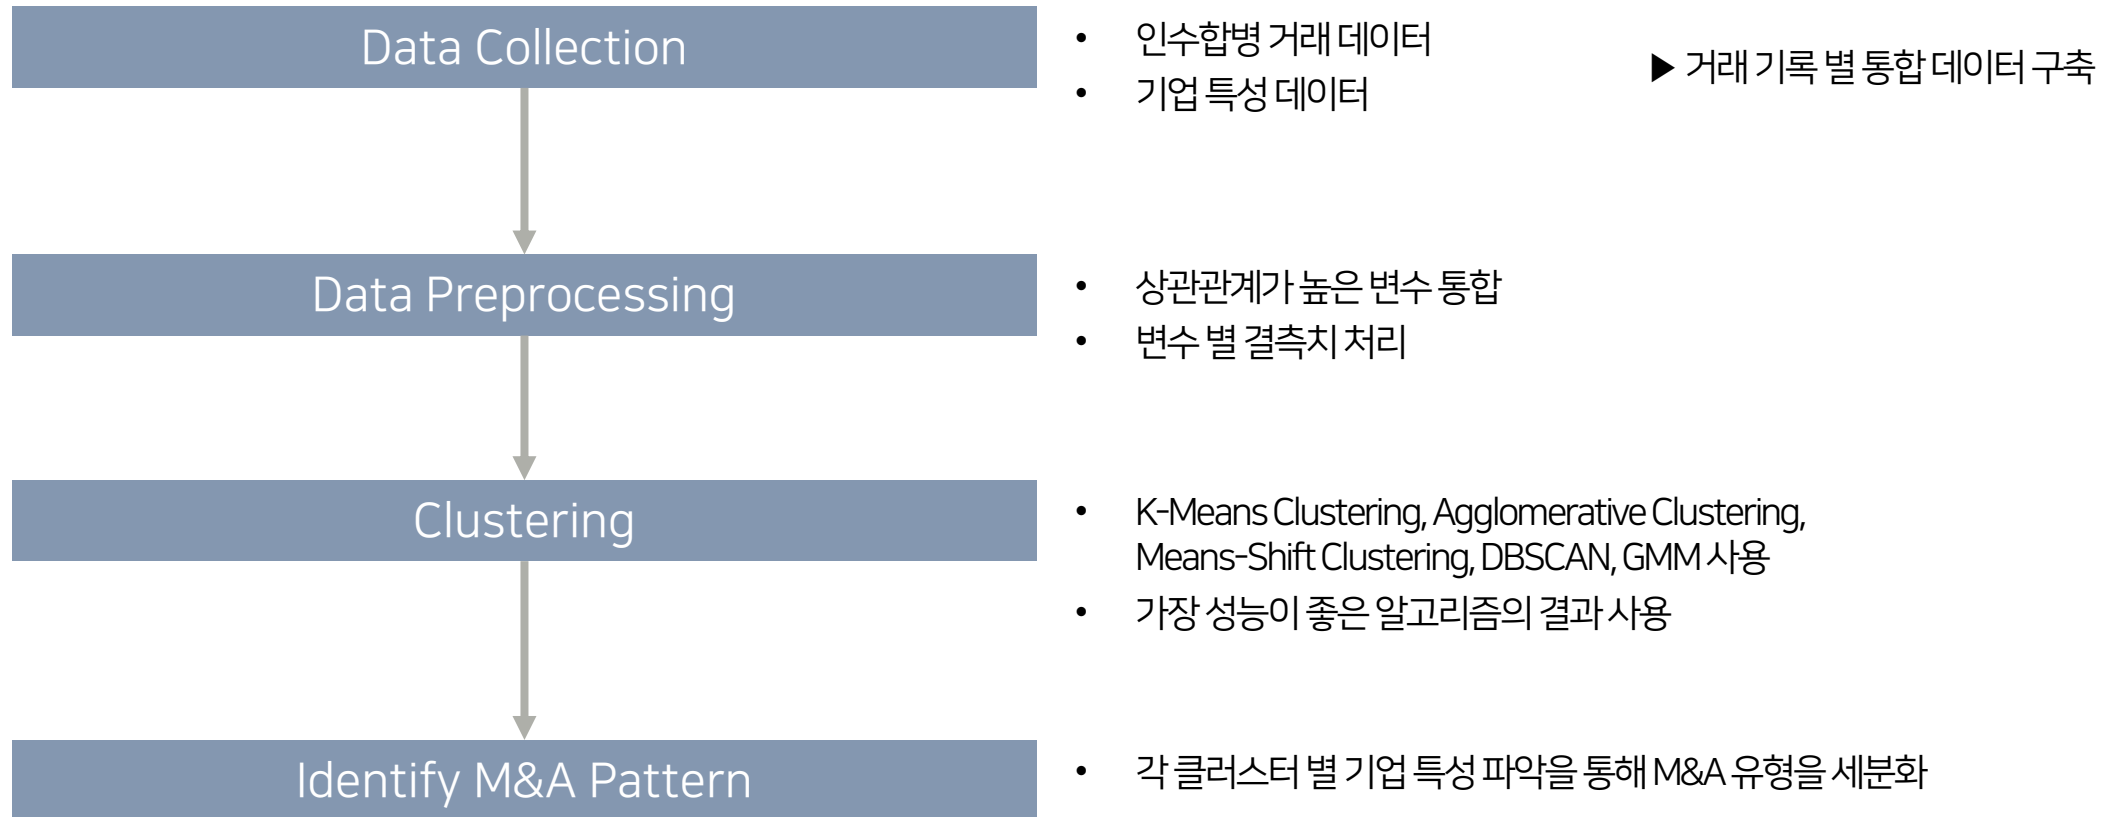 Data Collection
• 인수합병 거래 데이터
• 기업 특성 데이터
▶ 거래 기록 별 통합 데이터 구축
Data Preprocessing
• 상관관계가 높은 변수 통합
• 변수 별 결측치 처리
Clustering
• K-Means Clustering, Agglomerative Clustering,
Means-Shift Clustering, DBSCAN, GMM 사용
• 가장 성능이 좋은 알고리즘의 결과 사용
Identify M&A Pattern
• 각 클러스터 별 기업 특성 파악을 통해 M&A 유형을 세분화